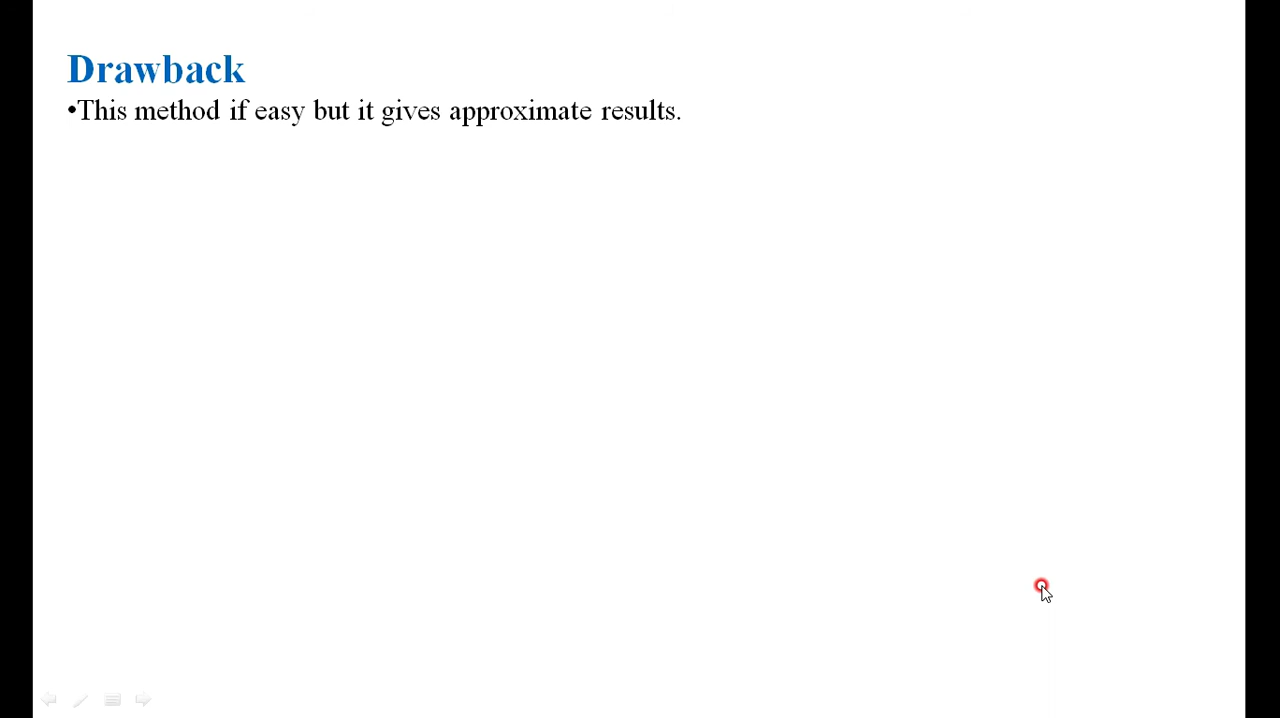 Drawback
•This method if easy but it gives approximate results.